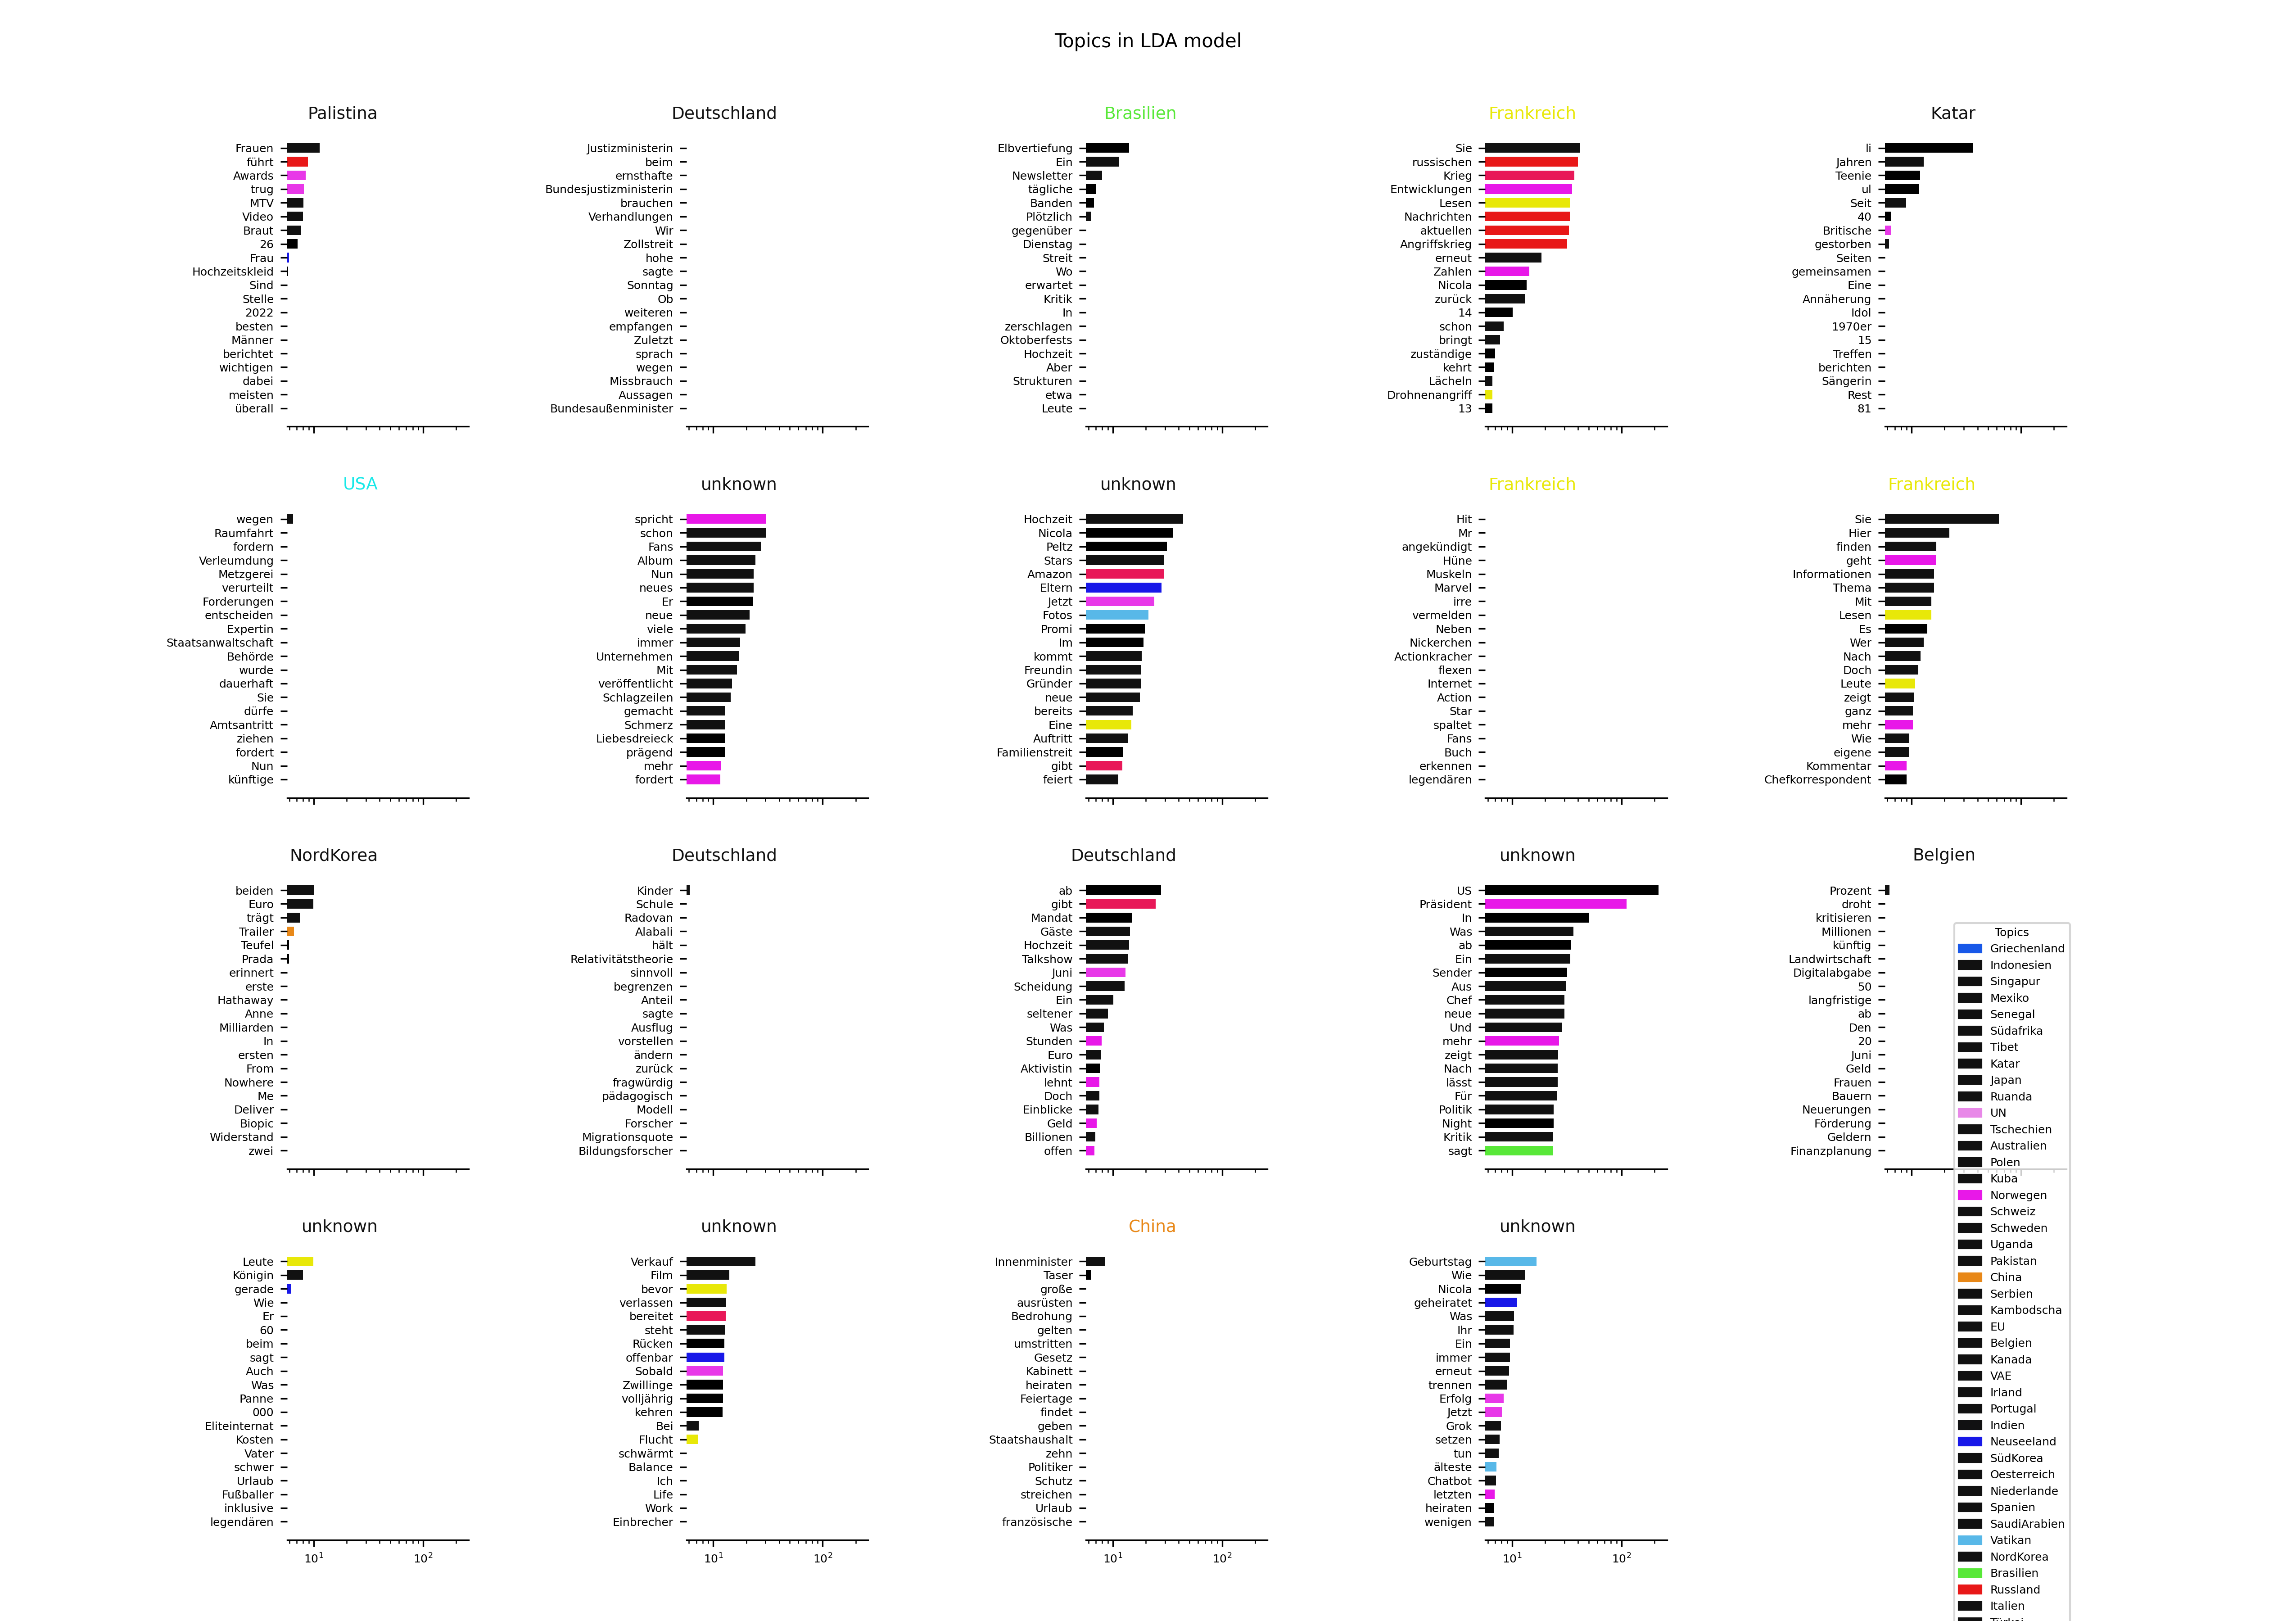 Topics in LDA model
Palistina
Frauen
führt
Awards
trug
MTV
Video
Braut
26
Frau
Hochzeitskleid
Sind
Stelle
2022
besten
Männer
berichtet
wichtigen
dabei
meisten
überall
Deutschland
Justizministerin
beim
ernsthafte
Bundesjustizministerin
brauchen
Verhandlungen
Wir
Zollstreit
hohe
sagte
Sonntag
Ob
weiteren
empfangen
Zuletzt
sprach
wegen
Missbrauch
Aussagen
Bundesaußenminister
Brasilien
Elbvertiefung
Ein
Newsletter
tägliche
Banden
Plötzlich
gegenüber
Dienstag
Streit
Wo
erwartet
Kritik
In
zerschlagen
Oktoberfests
Hochzeit
Aber
Strukturen
etwa
Leute
Frankreich
Sie
russischen
Krieg
Entwicklungen
Lesen
Nachrichten
aktuellen
Angriffskrieg
erneut
Zahlen
Nicola
zurück
14
schon
bringt
zuständige
kehrt
Lächeln
Drohnenangriff
13
Katar
li
Jahren
Teenie
ul
Seit
40
Britische
gestorben
Seiten
gemeinsamen
Eine
Annäherung
Idol
1970er
15
Treffen
berichten
Sängerin
Rest
81
USA
wegen
Raumfahrt
fordern
Verleumdung
Metzgerei
verurteilt
Forderungen
entscheiden
Expertin
Staatsanwaltschaft
Behörde
wurde
dauerhaft
Sie
dürfe
Amtsantritt
ziehen
fordert
Nun
künftige
unknown
spricht
schon
Fans
Album
Nun
neues
Er
neue
viele
immer
Unternehmen
Mit
veröffentlicht
Schlagzeilen
gemacht
Schmerz
Liebesdreieck
prägend
mehr
fordert
unknown
Hochzeit
Nicola
Peltz
Stars
Amazon
Eltern
Jetzt
Fotos
Promi
Im
kommt
Freundin
Gründer
neue
bereits
Eine
Auftritt
Familienstreit
gibt
feiert
Frankreich
Hit
Mr
angekündigt
Hüne
Muskeln
Marvel
irre
vermelden
Neben
Nickerchen
Actionkracher
flexen
Internet
Action
Star
spaltet
Fans
Buch
erkennen
legendären
Frankreich
Sie
Hier
finden
geht
Informationen
Thema
Mit
Lesen
Es
Wer
Nach
Doch
Leute
zeigt
ganz
mehr
Wie
eigene
Kommentar
Chefkorrespondent
NordKorea
beiden
Euro
trägt
Trailer
Teufel
Prada
erinnert
erste
Hathaway
Anne
Milliarden
In
ersten
From
Nowhere
Me
Deliver
Biopic
Widerstand
zwei
Deutschland
Kinder
Schule
Radovan
Alabali
hält
Relativitätstheorie
sinnvoll
begrenzen
Anteil
sagte
Ausflug
vorstellen
ändern
zurück
fragwürdig
pädagogisch
Modell
Forscher
Migrationsquote
Bildungsforscher
Deutschland
ab
gibt
Mandat
Gäste
Hochzeit
Talkshow
Juni
Scheidung
Ein
seltener
Was
Stunden
Euro
Aktivistin
lehnt
Doch
Einblicke
Geld
Billionen
offen
unknown
US
Präsident
In
Was
ab
Ein
Sender
Aus
Chef
neue
Und
mehr
zeigt
Nach
lässt
Für
Politik
Night
Kritik
sagt
Belgien
Prozent
droht
kritisieren
Millionen
künftig
Landwirtschaft
Digitalabgabe
50
langfristige
ab
Den
20
Juni
Geld
Frauen
Bauern
Neuerungen
Förderung
Geldern
Finanzplanung
unknown
Leute
Königin
gerade
Wie
Er
60
beim
sagt
Auch
Was
Panne
000
Eliteinternat
Kosten
Vater
schwer
Urlaub
Fußballer
inklusive
legendären
10¹ 10²
unknown
Verkauf
Film
bevor
verlassen
bereitet
steht
Rücken
offenbar
Sobald
Zwillinge
volljährig
kehren
Bei
Flucht
schwärmt
Balance
Ich
Life
Work
Einbrecher
10¹ 10²
China
Innenminister
Taser
große
ausrüsten
Bedrohung
gelten
umstritten
Gesetz
Kabinett
heiraten
Feiertage
findet
geben
Staatshaushalt
zehn
Politiker
Schutz
streichen
Urlaub
französische
10¹ 10²
unknown
Geburtstag
Wie
Nicola
geheiratet
Was
Ihr
Ein
immer
erneut
trennen
Erfolg
Jetzt
Grok
setzen
tun
älteste
Chatbot
letzten
heiraten
wenigen
10¹ 10²
Topics
Griechenland
Indonesien
Singapur
Mexiko
Senegal
Südafrika
Tibet
Katar
Japan
Ruanda
UN
Tschechien
Australien
Polen
Kuba
Norwegen
Schweiz
Schweden
Uganda
Pakistan
China
Serbien
Kambodscha
EU
Belgien
Kanada
VAE
Irland
Portugal
Indien
Neuseeland
SüdKorea
Oesterreich
Niederlande
Spanien
SaudiArabien
Vatikan
NordKorea
Brasilien
Russland
Italien